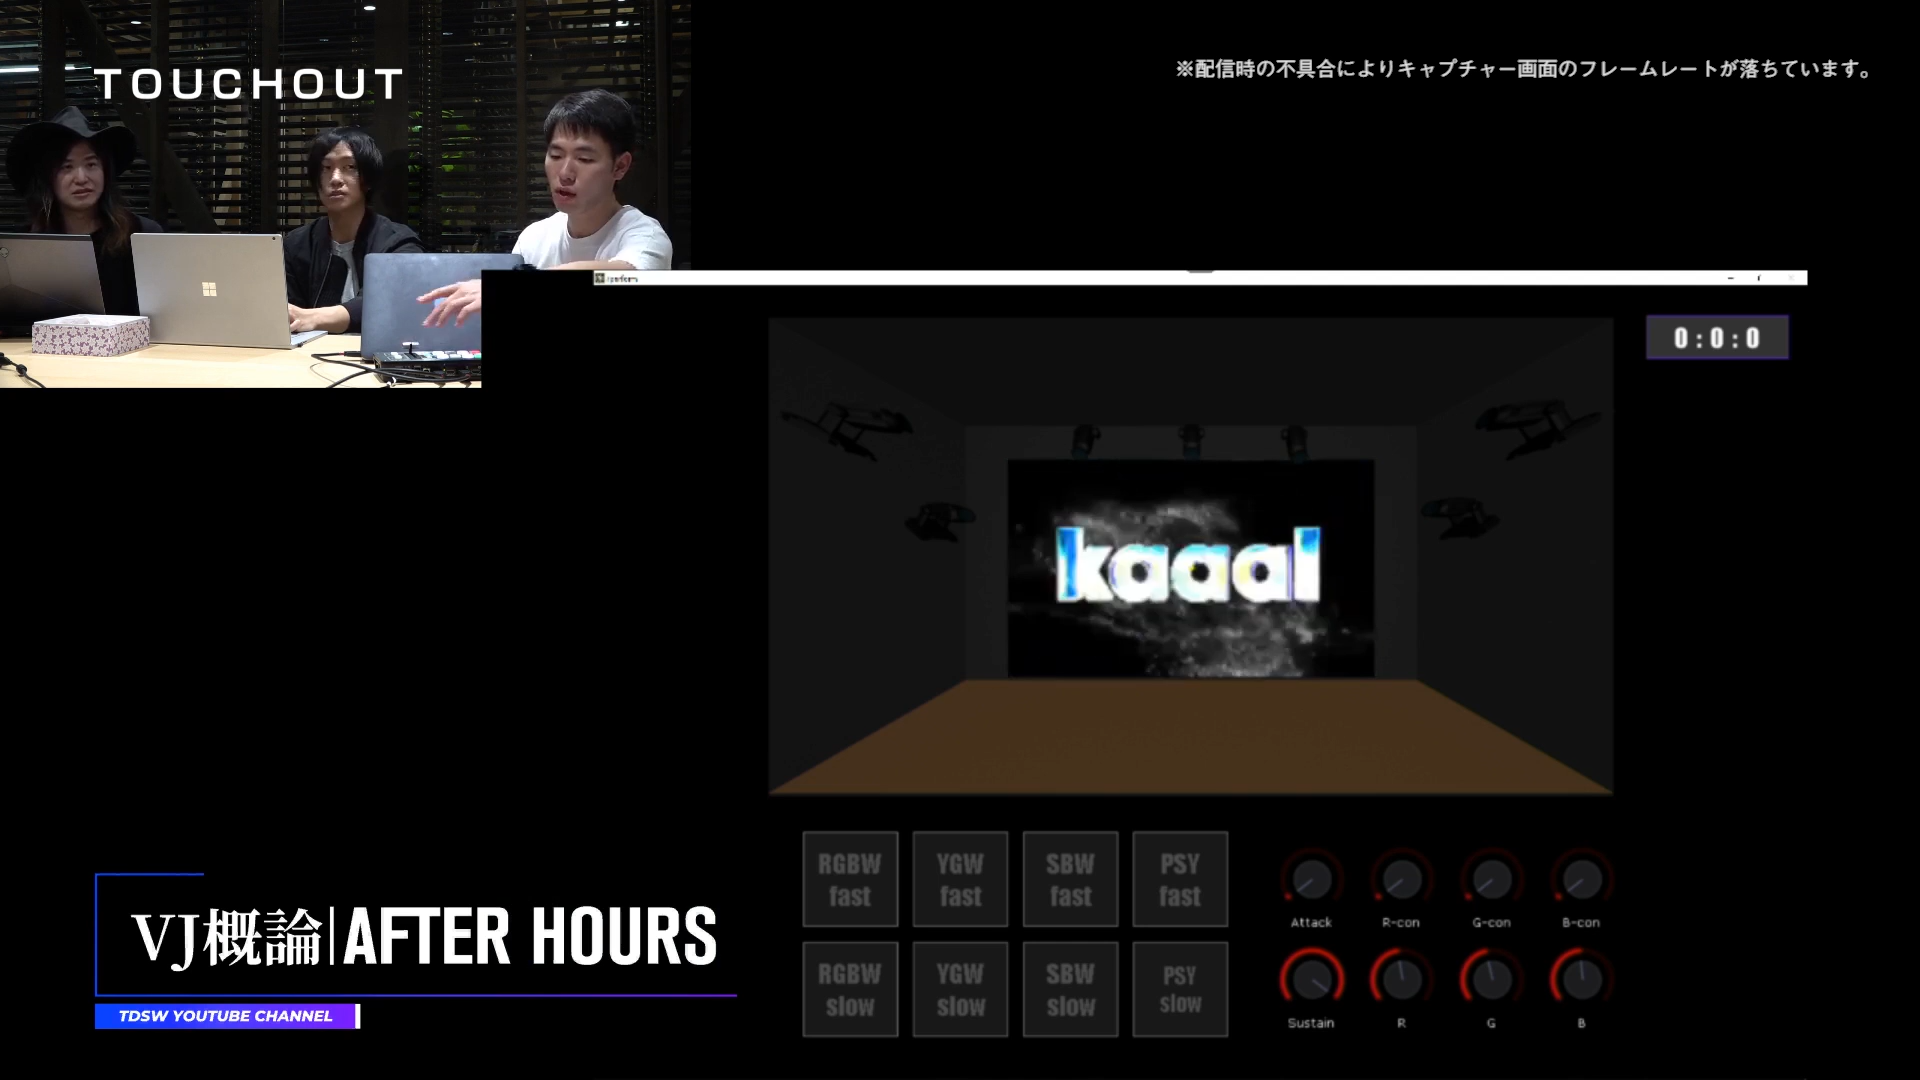 TOUCHOUT
※配信時の不具合によりキャプチャー画面のフレームレートが落ちています。
0:0:0
kaaal
RGBW fast
YGW fast
SBW fast
PSY fast
RGBW slow
YGW slow
SBW slow
PSY slow
Attack
R-con
G-con
B-con
Sustain
R
G
B
VJ概論|AFTER HOURS
TDSW YOUTUBE CHANNEL